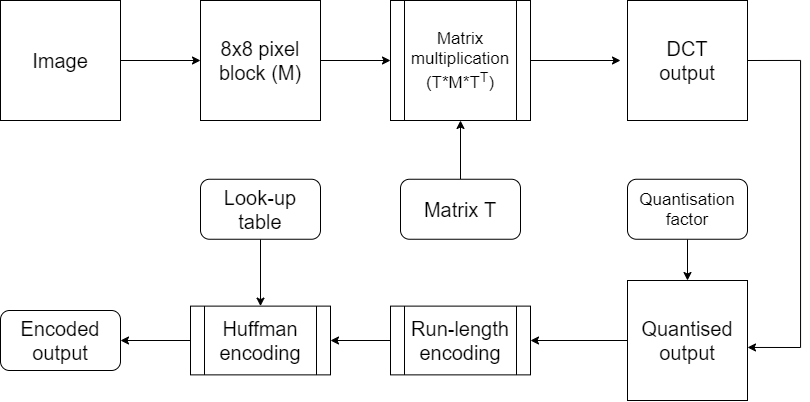 Image
8x8 pixel
block (M)
Matrix
multiplication
(T*M*Tᵀ)
DCT
output
Look-up
table
Matrix T
Quantisation
factor
Encoded
output
Huffman
encoding
Run-length
encoding
Quantised
output